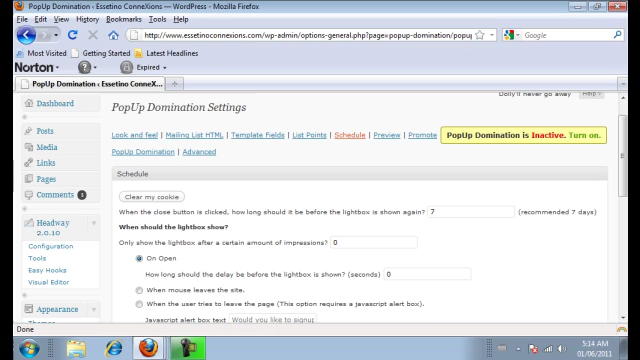 PopUp Domination ‹ Essetino ConneXions — WordPress - Mozilla Firefox
File Edit View History Bookmarks Tools Help
http://www.essetinoconnexions.com/wp-admin/options-general.php?page=popup-domination/popu
Google
Most Visited Getting Started Latest Headlines
Norton Expired
PopUp Domination ‹ Essetino ConneX...
Dolly'll never go away Help
Dashboard
PopUp Domination Settings
Posts
Look and feel | Mailing List HTML | Template Fields | List Points | Schedule | Preview | Promote
PopUp Domination is Inactive. Turn on.
Media
PopUp Domination | Advanced
Links
Pages
Schedule
Comments 1
Clear my cookie
When the close button is clicked, how long should it be before the lightbox is shown again? 7 (recommended 7 days)
Headway
2.0.10
When should the lightbox show?
Configuration
Only show the lightbox after a certain amount of impressions? 0
Tools
On Open
Easy Hooks
How long should the delay be before the lightbox is shown? (seconds) 0
Visual Editor
When mouse leaves the site.
When the user tries to leave the page (This option requires a javascript alert box).
Appearance
Javascript alert box text Would you like to signup
Themes
Done
5:14 AM
01/06/2011